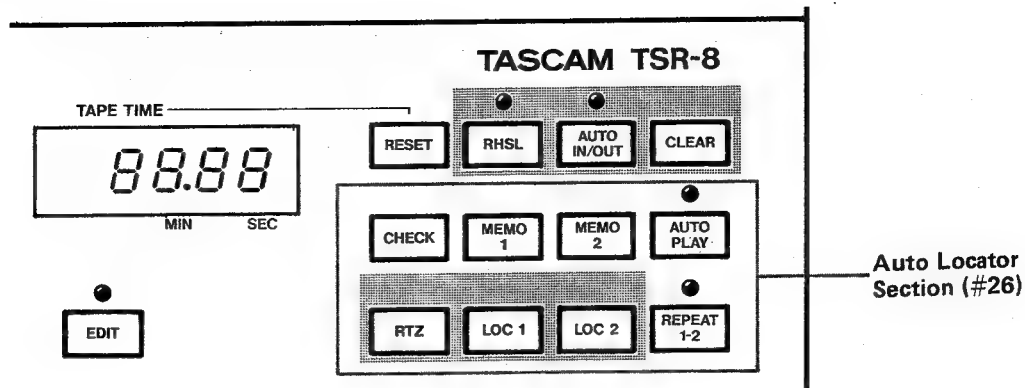 TASCAM TSR-8
TAPE TIME
88.88
MIN SEC
RESET
RHSL
AUTO
IN/OUT
CLEAR
CHECK
MEMO
1
MEMO
2
AUTO
PLAY
EDIT
RTZ
LOC 1
LOC 2
REPEAT
1-2
Auto Locator
Section (#26)